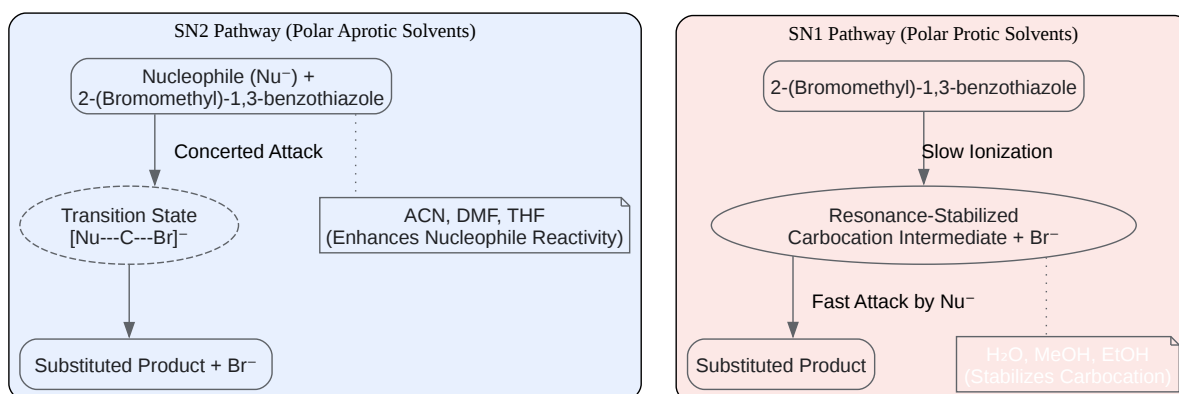 SN2 Pathway (Polar Aprotic Solvents)
Nucleophile (Nu⁻) +
2-(Bromomethyl)-1,3-benzothiazole
Concerted Attack
Transition State
[Nu---C---Br]⁻
ACN, DMF, THF
(Enhances Nucleophile Reactivity)
Substituted Product + Br⁻
SN1 Pathway (Polar Protic Solvents)
2-(Bromomethyl)-1,3-benzothiazole
Slow Ionization
Resonance-Stabilized
Carbocation Intermediate + Br⁻
Fast Attack by Nu⁻
Substituted Product
H₂O, MeOH, EtOH
(Stabilizes Carbocation)